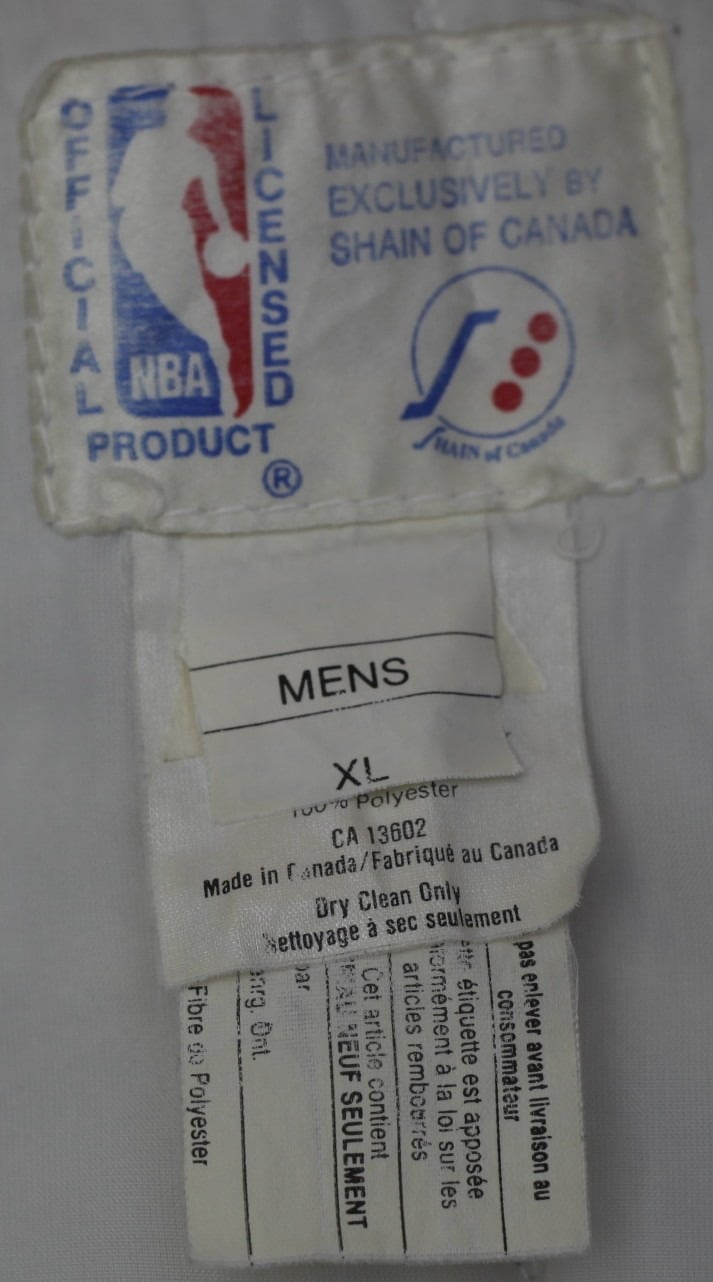 OFFICIAL
LICENSED
NBA
PRODUCT
®
MANUFACTURED
EXCLUSIVELY BY
SHAIN OF CANADA
SHAIN of Canada
MENS
XL
100% Polyester
CA 13602
Made in Canada/Fabriqué au Canada
Dry Clean Only
Nettoyage à sec seulement
pas enlever avant livraison au
consommateur
étiquette est apposée
à la loi sur les
articles rembourrés
Cet article contient
NEUF SEULEMENT
par
Ont.
Fibre de Polyester